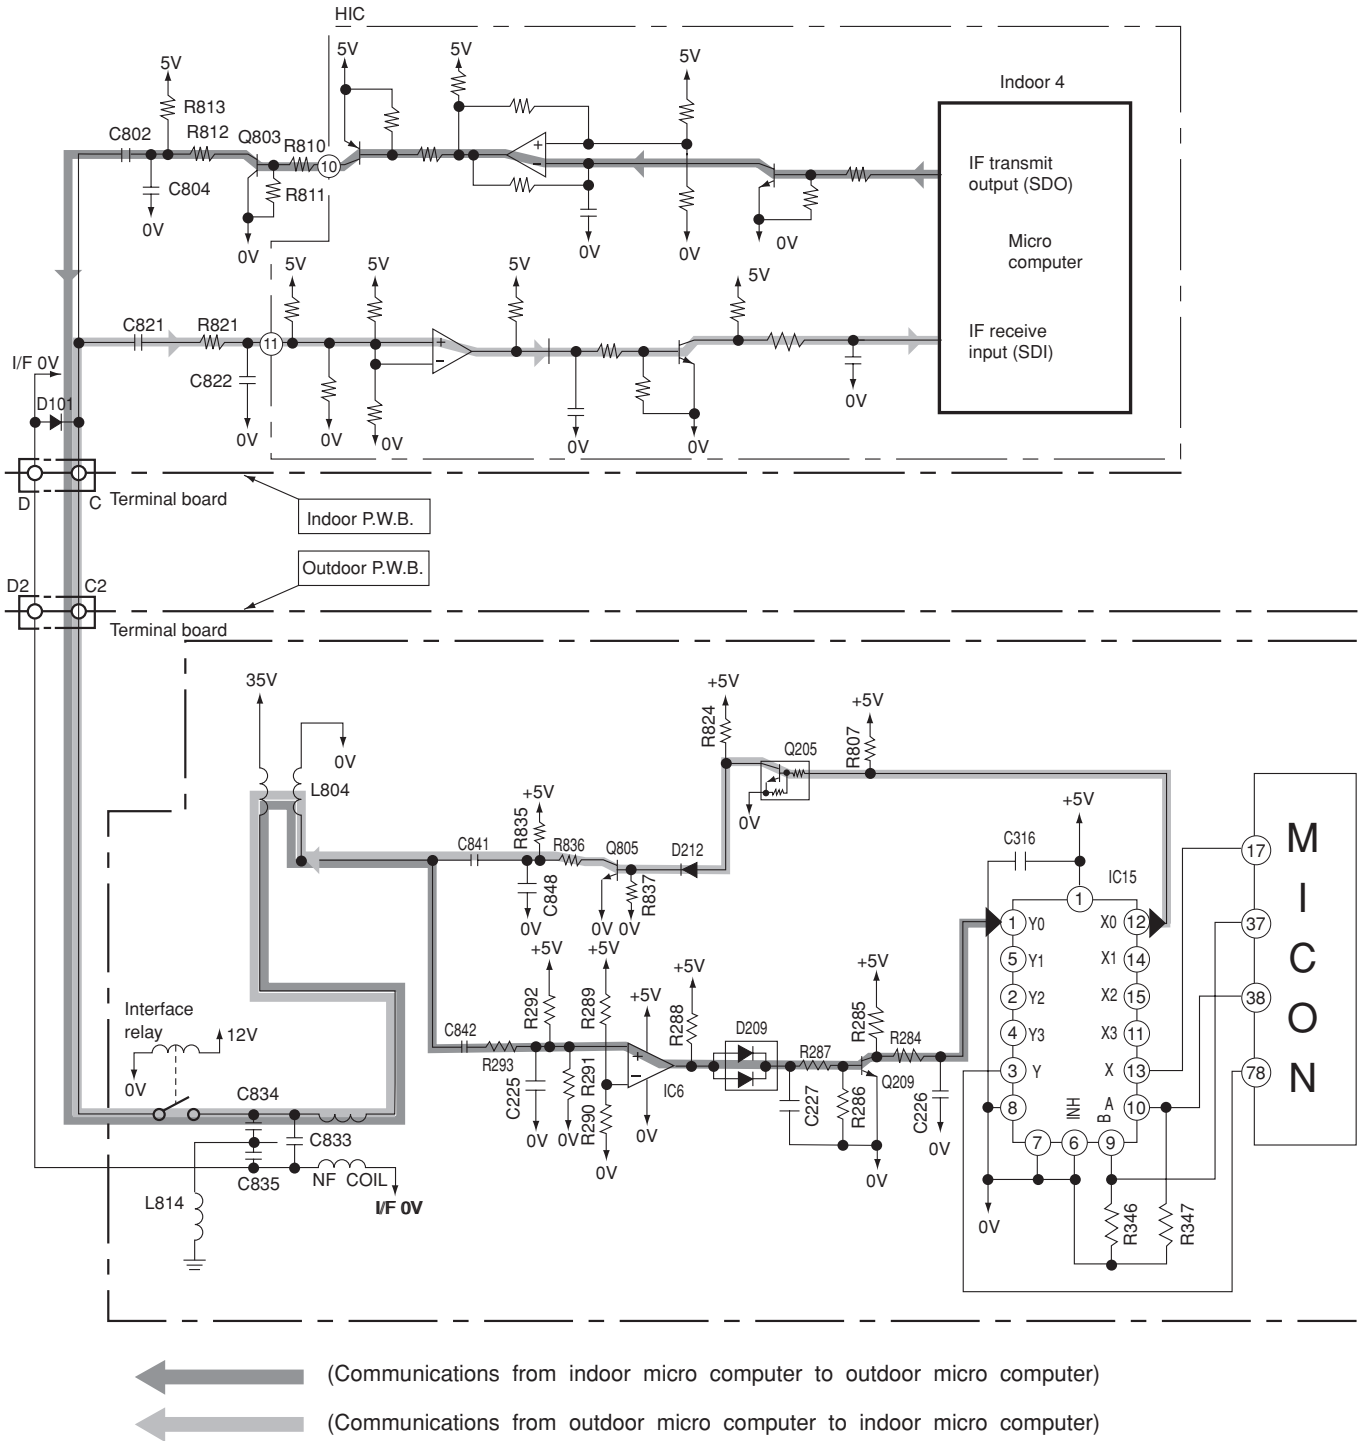 HIC
5V
5V
5V
5V
Indoor 4
R813
C802
R812
Q803
R810
10
IF transmit
output (SDO)
C804
R811
0V
0V
0V
0V
0V
Micro
computer
5V
5V
5V
5V
C821
R821
11
IF receive
input (SDI)
I/F 0V
C822
D101
0V
0V
0V
0V
0V
0V
D
C
Terminal board
Indoor P.W.B.
Outdoor P.W.B.
D2
C2
Terminal board
35V
+5V
+5V
R824
R807
Q205
0V
L804
+5V
0V
+5V
C841
R835
R836
Q805
D212
C316
M
I
C
O
N
17
37
38
78
IC15
1
C848
R837
0V
0V
0V
1
Y0
X0
12
5
Y1
X1
14
2
Y2
X2
15
4
Y3
X3
11
3
Y
X
13
8
INH
B
A
10
7
6
9
+5V
+5V
+5V
+5V
+5V
R292
R289
R288
R285
D209
Interface
relay
12V
0V
C842
R293
C225
R291
R290
IC6
R287
C227
R286
Q209
R284
C226
C834
C833
0V
0V
0V
0V
0V
0V
C835
NF COIL
L814
I/F 0V
0V
R346
R347
(Communications from indoor micro computer to outdoor micro computer)
(Communications from outdoor micro computer to indoor micro computer)